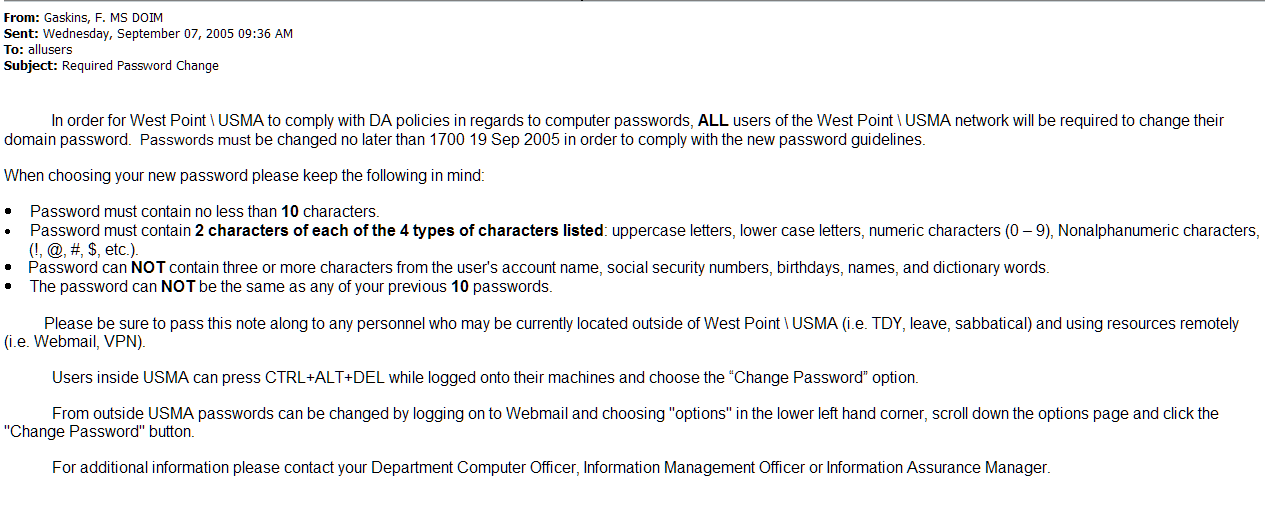 From: Gaskins, F. MS DOIM
Sent: Wednesday, September 07, 2005 09:36 AM
To: allusers
Subject: Required Password Change
In order for West Point \ USMA to comply with DA policies in regards to computer passwords, ALL users of the West Point \ USMA network will be required to change their
domain password. Passwords must be changed no later than 1700 19 Sep 2005 in order to comply with the new password guidelines.
When choosing your new password please keep the following in mind:
• Password must contain no less than 10 characters.
• Password must contain 2 characters of each of the 4 types of characters listed: uppercase letters, lower case letters, numeric characters (0 – 9), Nonalphanumeric characters,
(!, @, #, $, etc.).
• Password can NOT contain three or more characters from the user's account name, social security numbers, birthdays, names, and dictionary words.
• The password can NOT be the same as any of your previous 10 passwords.
Please be sure to pass this note along to any personnel who may be currently located outside of West Point \ USMA (i.e. TDY, leave, sabbatical) and using resources remotely
(i.e. Webmail, VPN).
Users inside USMA can press CTRL+ALT+DEL while logged onto their machines and choose the “Change Password” option.
From outside USMA passwords can be changed by logging on to Webmail and choosing "options" in the lower left hand corner, scroll down the options page and click the
"Change Password" button.
For additional information please contact your Department Computer Officer, Information Management Officer or Information Assurance Manager.